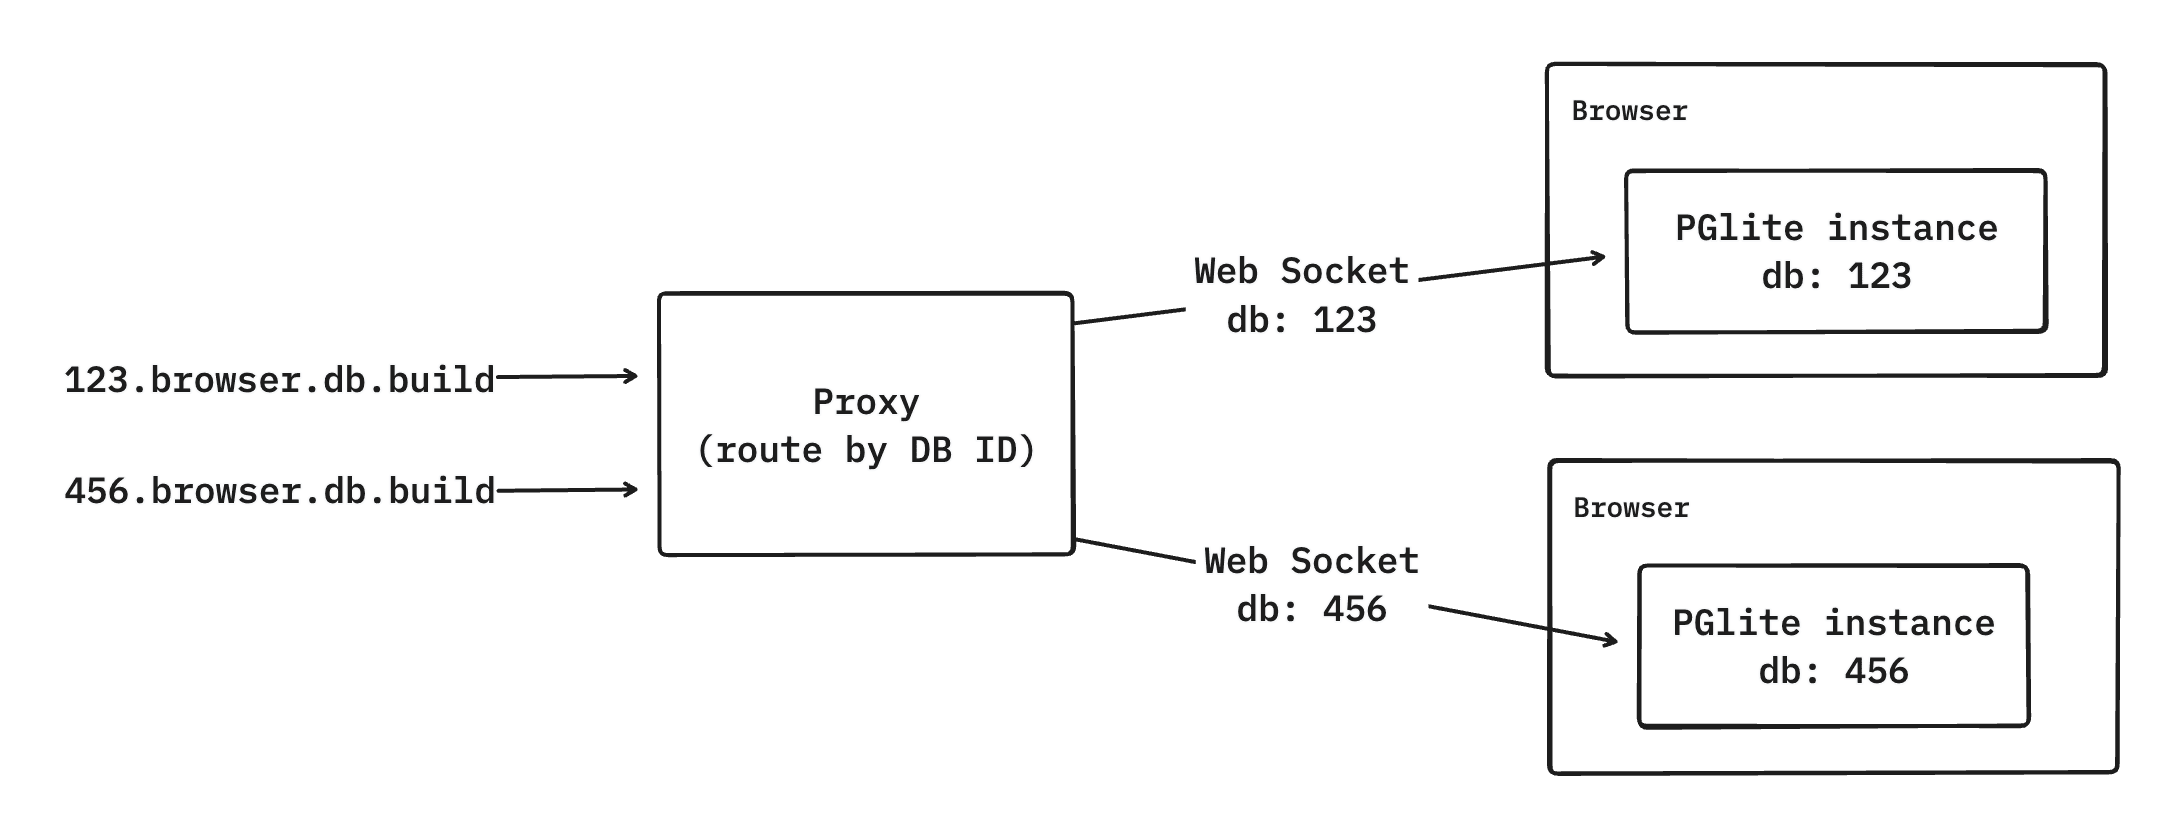 123.browser.db.build
456.browser.db.build
Proxy
(route by DB ID)
Web Socket
db: 123
Browser
PGlite instance
db: 123
Web Socket
db: 456
Browser
PGlite instance
db: 456